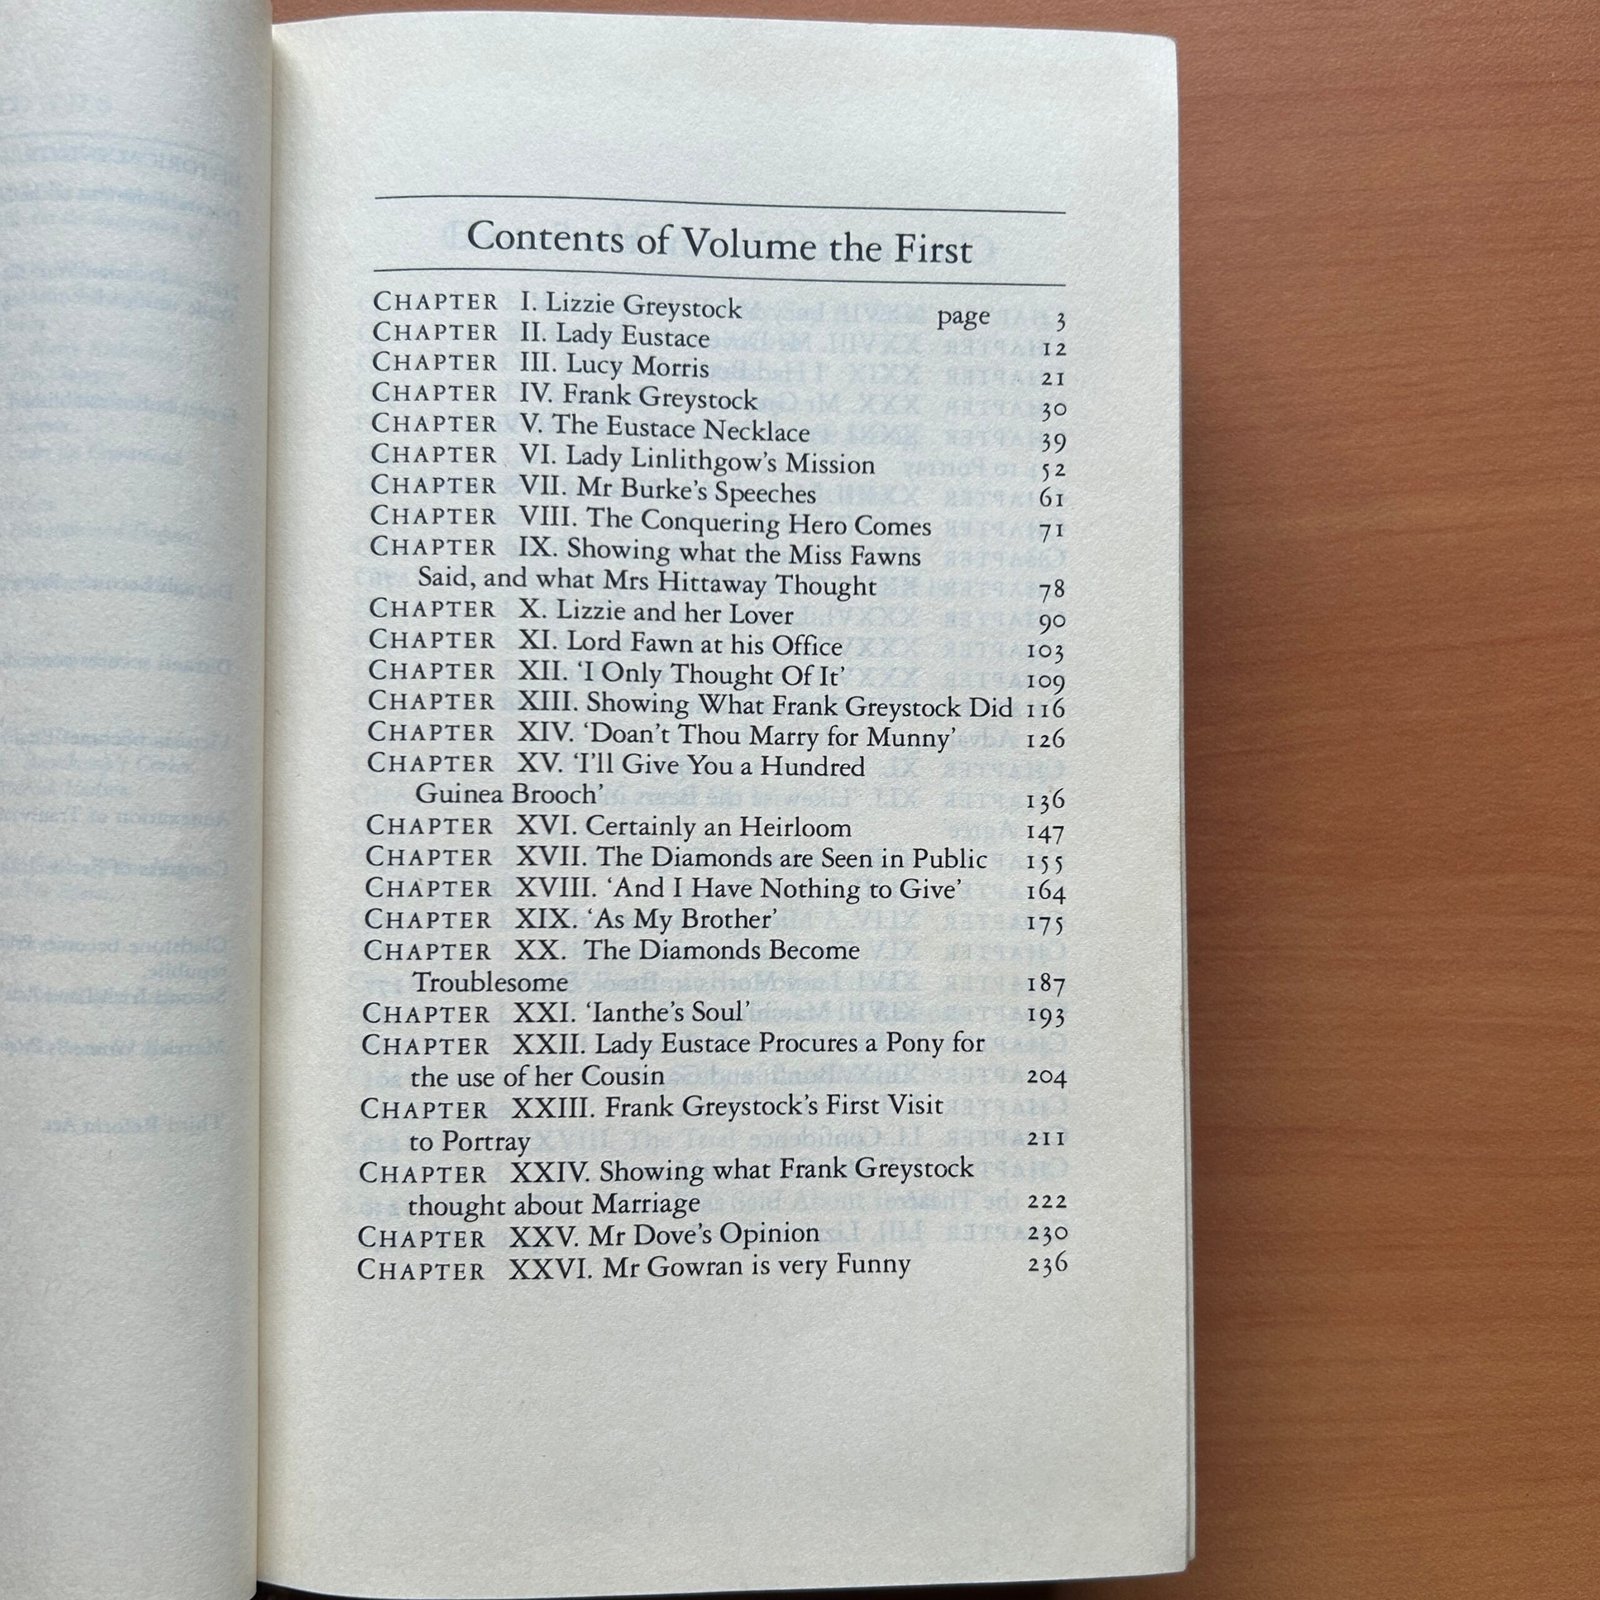 Contents of Volume the First
CHAPTER I. Lizzie Greystock page 3
CHAPTER II. Lady Eustace 12
CHAPTER III. Lucy Morris 21
CHAPTER IV. Frank Greystock 30
CHAPTER V. The Eustace Necklace 39
CHAPTER VI. Lady Linlithgow's Mission 52
CHAPTER VII. Mr Burke's Speeches 61
CHAPTER VIII. The Conquering Hero Comes 71
CHAPTER IX. Showing what the Miss Fawns
Said, and what Mrs Hittaway Thought 78
CHAPTER X. Lizzie and her Lover 90
CHAPTER XI. Lord Fawn at his Office 103
CHAPTER XII. 'I Only Thought Of It' 109
CHAPTER XIII. Showing What Frank Greystock Did 116
CHAPTER XIV. 'Doan't Thou Marry for Munny' 126
CHAPTER XV. 'I'll Give You a Hundred
Guinea Brooch' 136
CHAPTER XVI. Certainly an Heirloom 147
CHAPTER XVII. The Diamonds are Seen in Public 155
CHAPTER XVIII. 'And I Have Nothing to Give' 164
CHAPTER XIX. 'As My Brother' 175
CHAPTER XX. The Diamonds Become
Troublesome 187
CHAPTER XXI. 'Ianthe's Soul' 193
CHAPTER XXII. Lady Eustace Procures a Pony for
the use of her Cousin 204
CHAPTER XXIII. Frank Greystock's First Visit
to Portray 211
CHAPTER XXIV. Showing what Frank Greystock
thought about Marriage 222
CHAPTER XXV. Mr Dove's Opinion 230
CHAPTER XXVI. Mr Gowran is very Funny 236